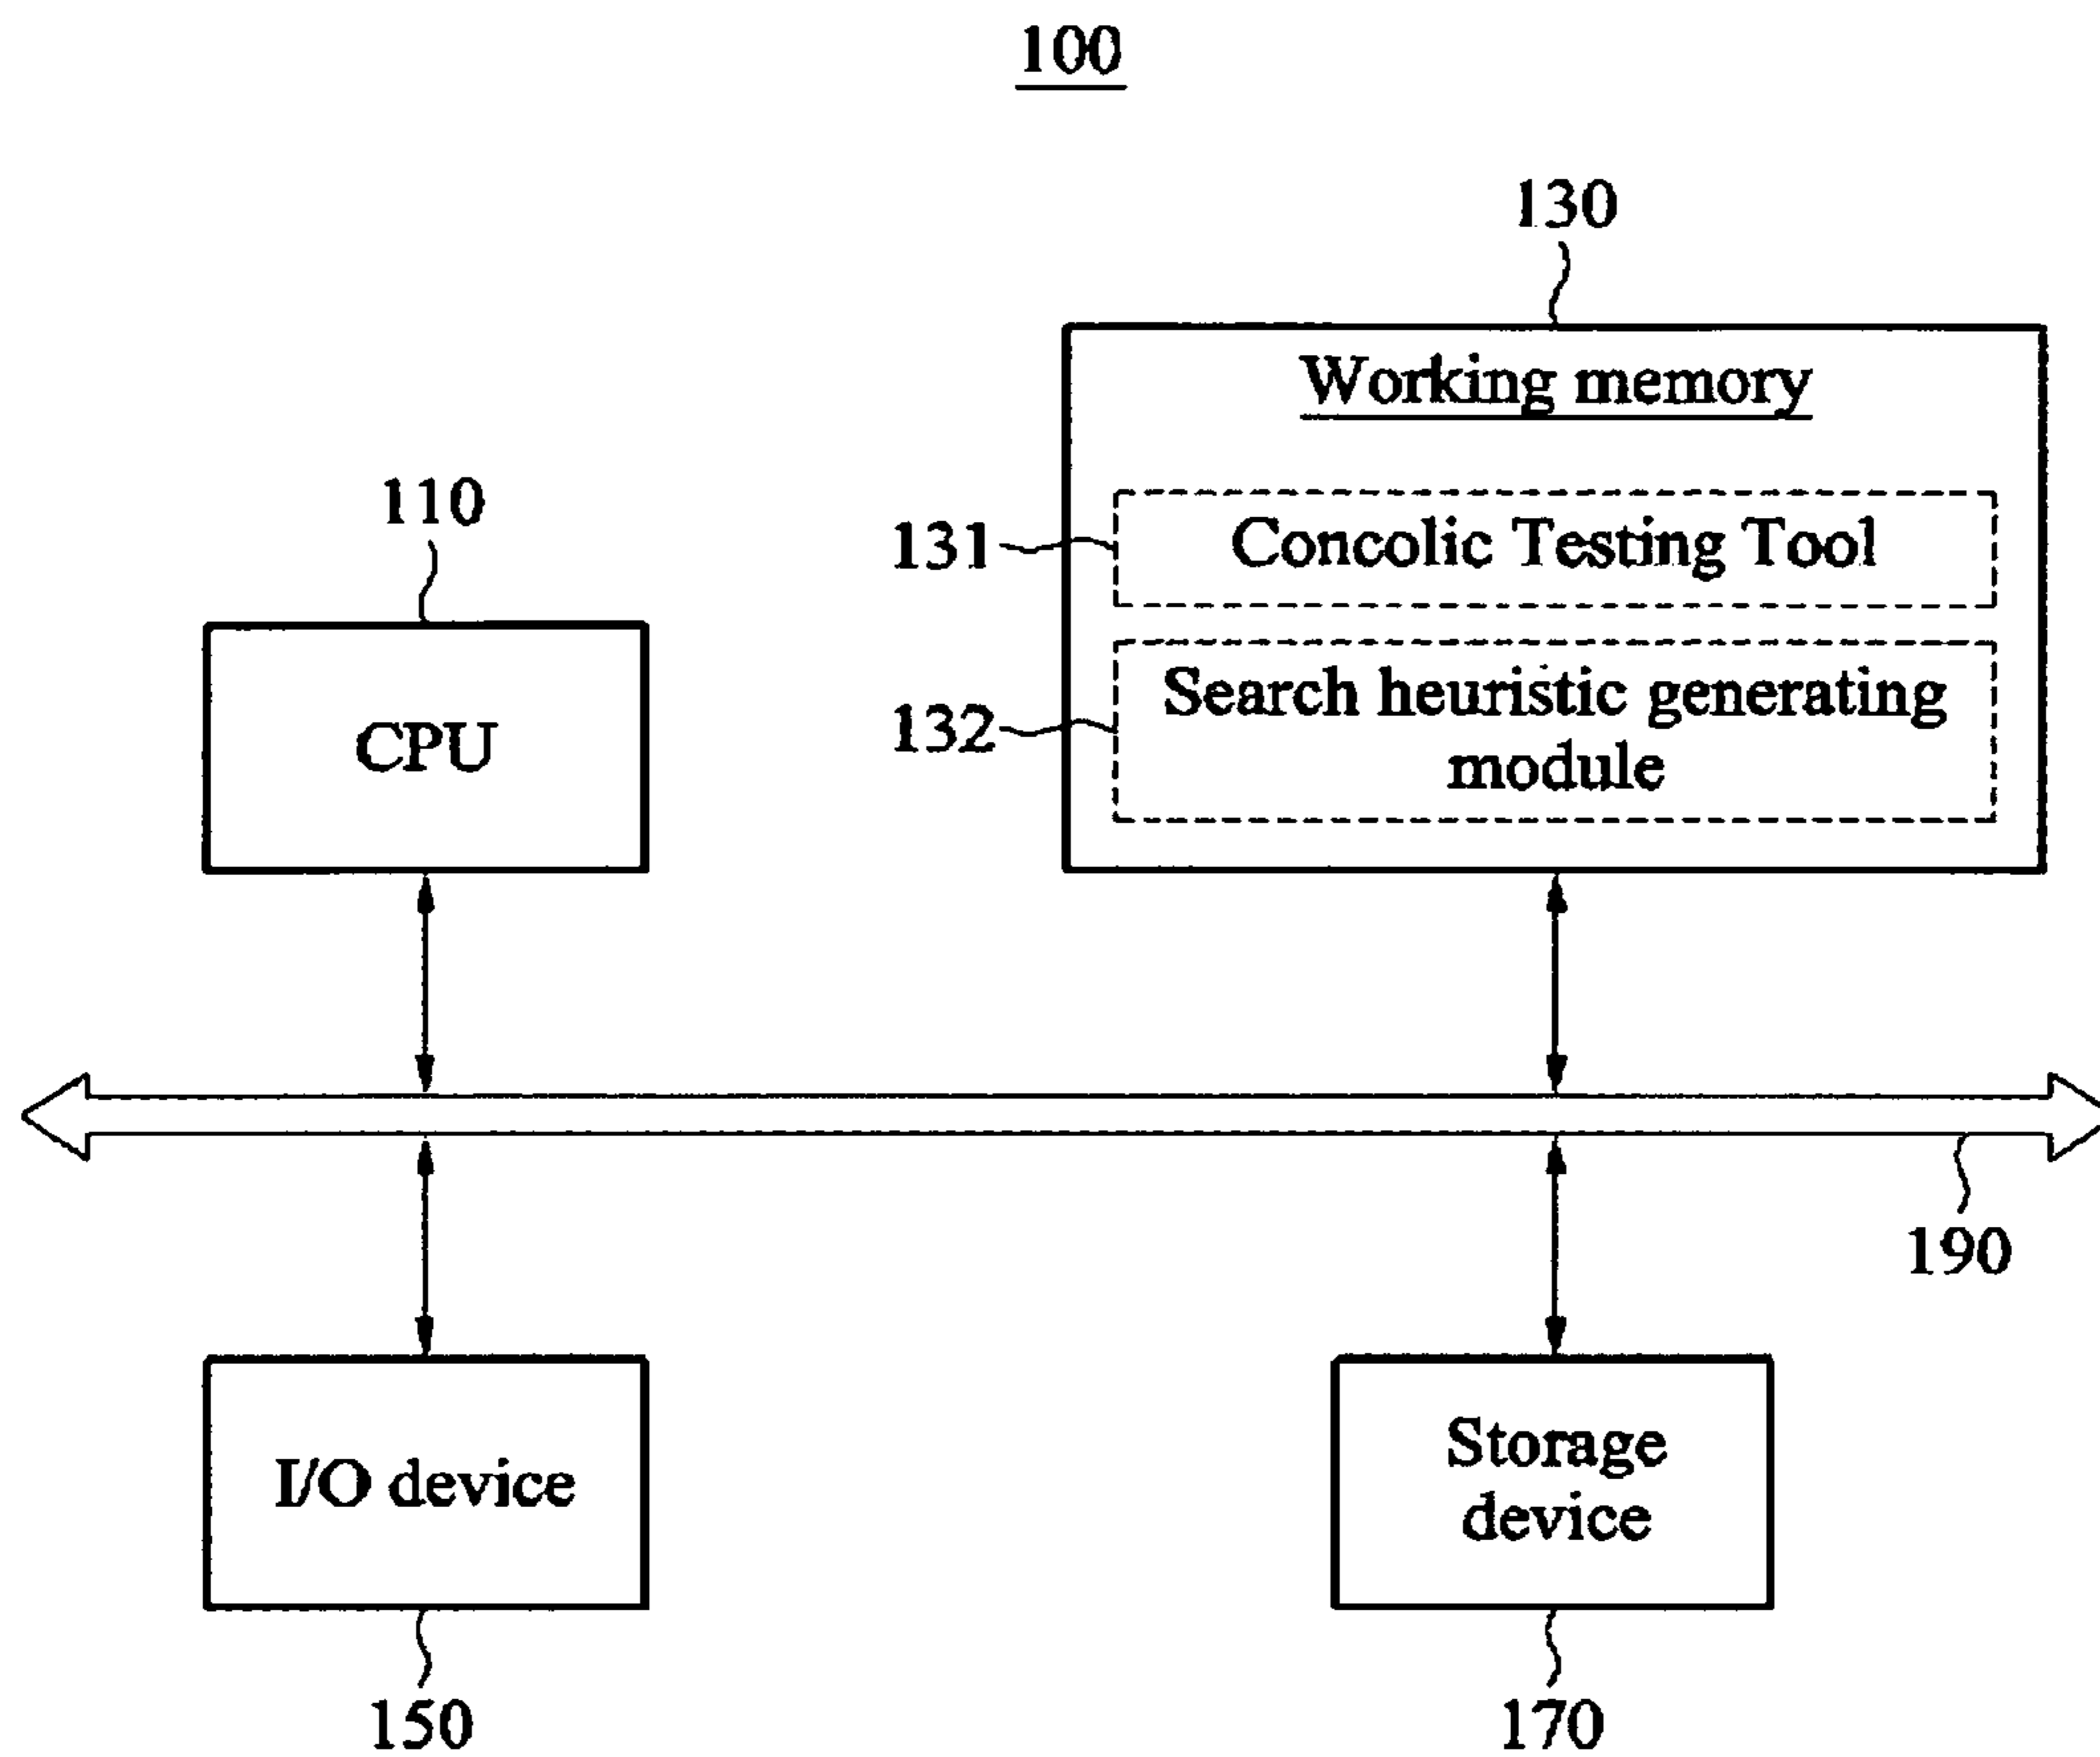 100
130
Working memory
110
131
Concolic Testing Tool
132
Search heuristic generating
module
CPU
190
I/O device
Storage
device
150
170